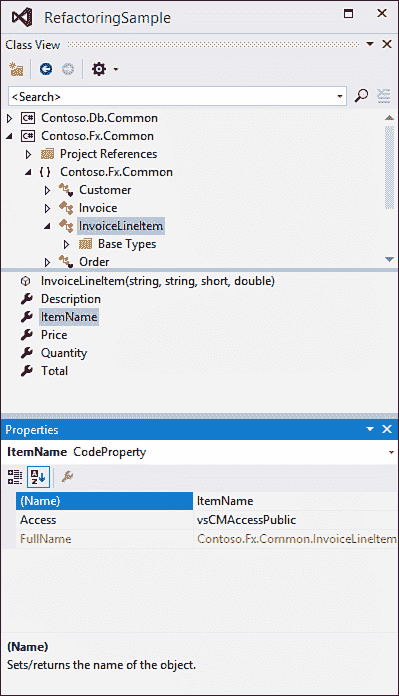 RefactoringSample
Class View
<Search>
C# Contoso.Db.Common
C# Contoso.Fx.Common
Project References
{ } Contoso.Fx.Common
Customer
Invoice
InvoiceLineItem
Base Types
Order
InvoiceLineItem(string, string, short, double)
Description
ItemName
Price
Quantity
Total
Properties
ItemName CodeProperty
A Z
(Name) ItemName
Access vsCMAccessPublic
FullName Contoso.Fx.Common.InvoiceLineItem
(Name)
Sets/returns the name of the object.